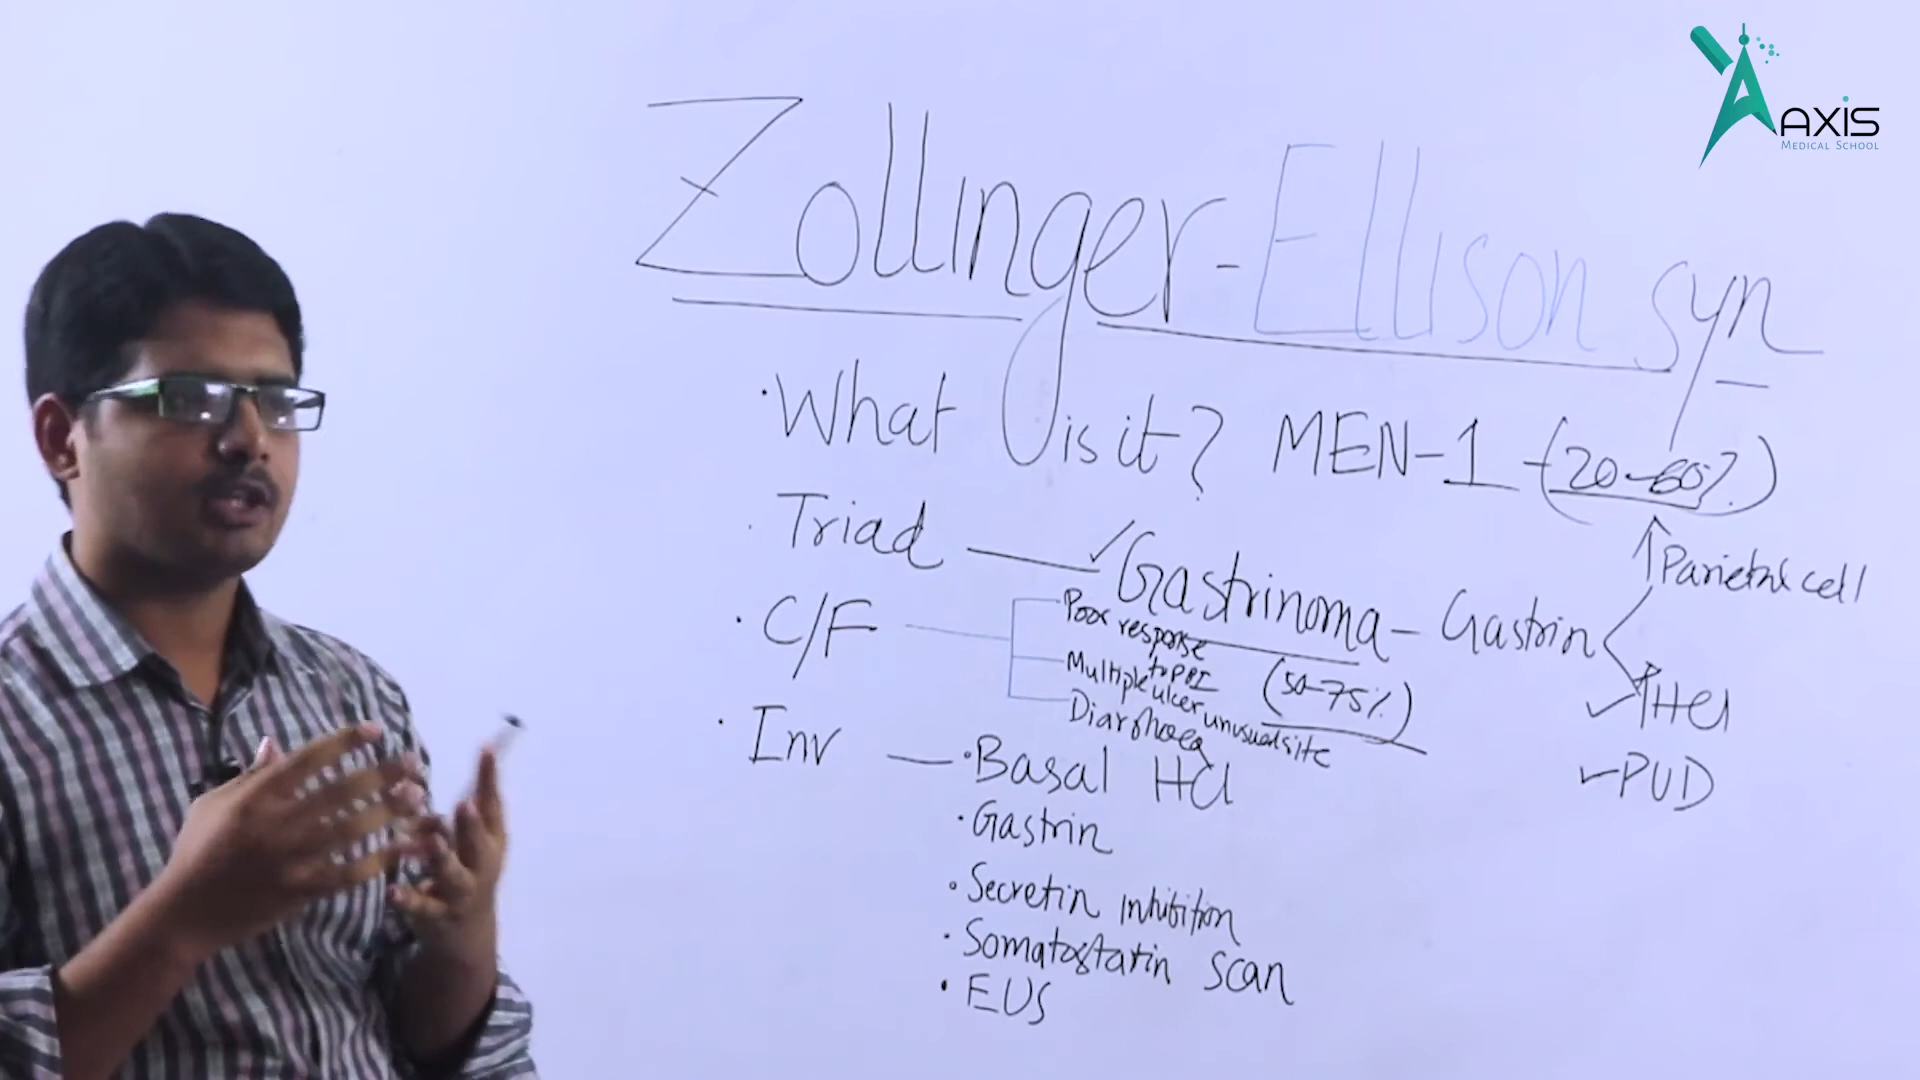 AXIS
MEDICAL SCHOOL
Zollinger-Ellison syn
· What is it? MEN-1 - (20-60%)
· Triad — ✓ Gastrinoma - Gastrin
↑ Parietal cell
(50-75%)
✓ ↑HCl
✓ PUD
· C/F
Poor response to PPI
Multiple ulcer unusual site
Diarrhoea
· Inv — · Basal HCl
· Gastrin
· Secretin inhibition
· Somatostatin scan
· EUS